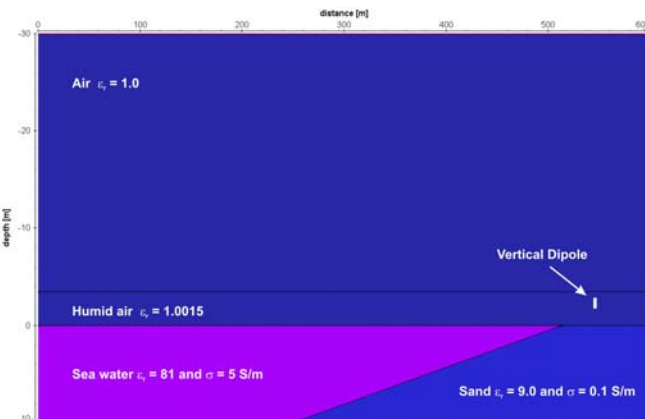 distance [m]
0 100 200 300 400 500 600
-30
Air εr = 1.0
-20
depth [m]
-10
Vertical Dipole
Humid air εr = 1.0015
0
Sea water εr = 81 and σ = 5 S/m
Sand εr = 9.0 and σ = 0.1 S/m
10